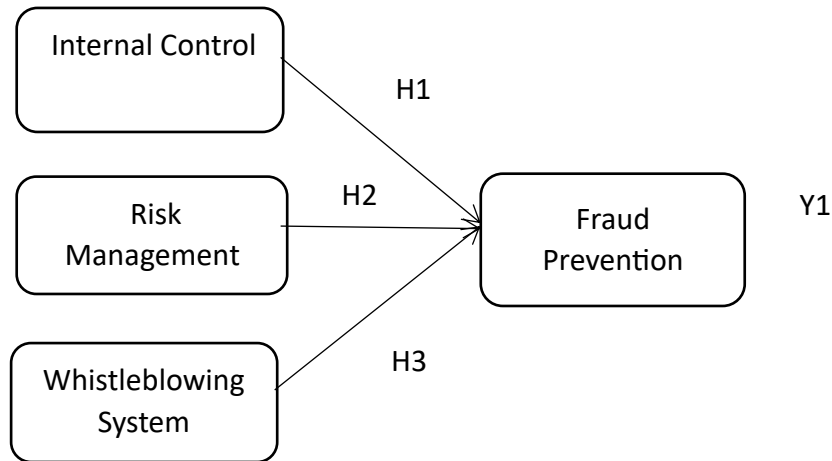 Internal Control
H1
Risk
Management
H2
Fraud
Prevention
Y1
Whistleblowing
System
H3